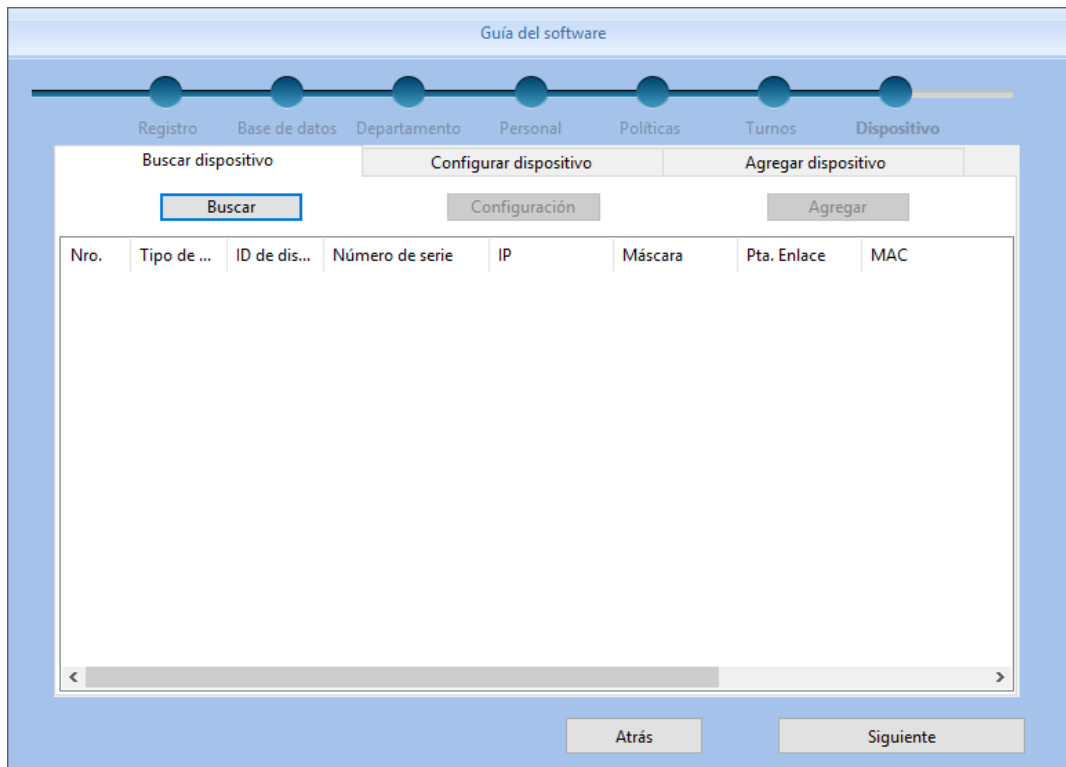 Guía del software
Registro Base de datos Departamento Personal Políticas Turnos Dispositivo
Buscar dispositivo Configurar dispositivo Agregar dispositivo
Buscar Configuración Agregar
Nro. Tipo de ... ID de dis... Número de serie IP Máscara Pta. Enlace MAC
Atrás Siguiente